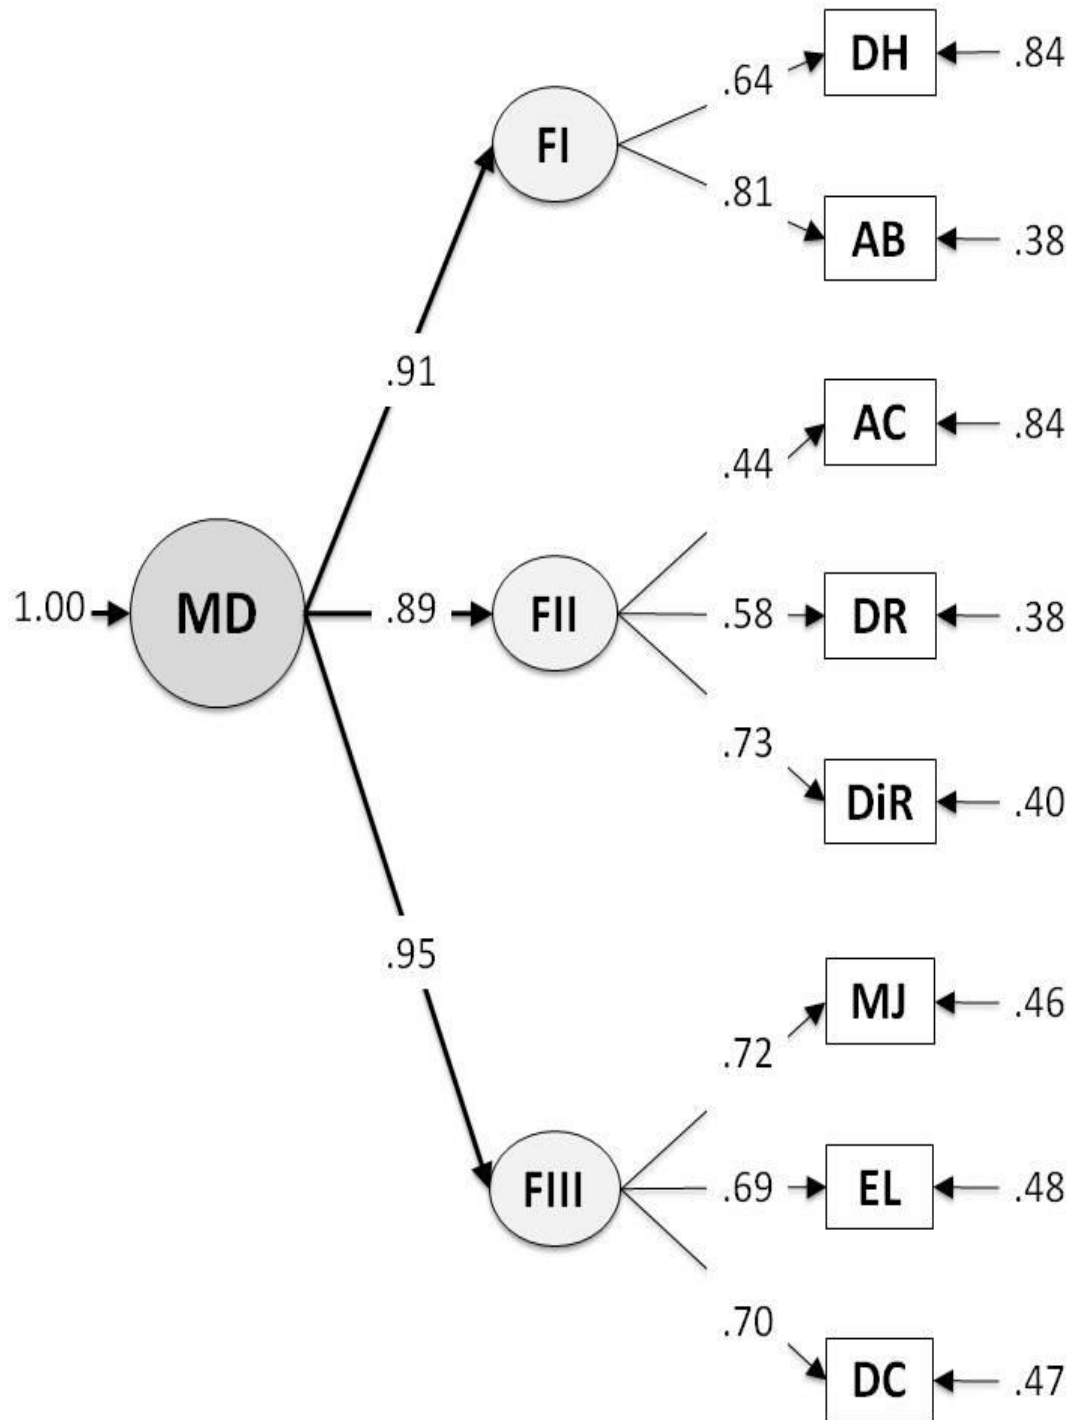 .64
DH
.84
FI
.81
AB
.38
.91
AC
.84
.44
1.00
MD
.89
FII
.58
DR
.38
.73
DiR
.40
.95
MJ
.46
.72
FIII
.69
EL
.48
.70
DC
.47